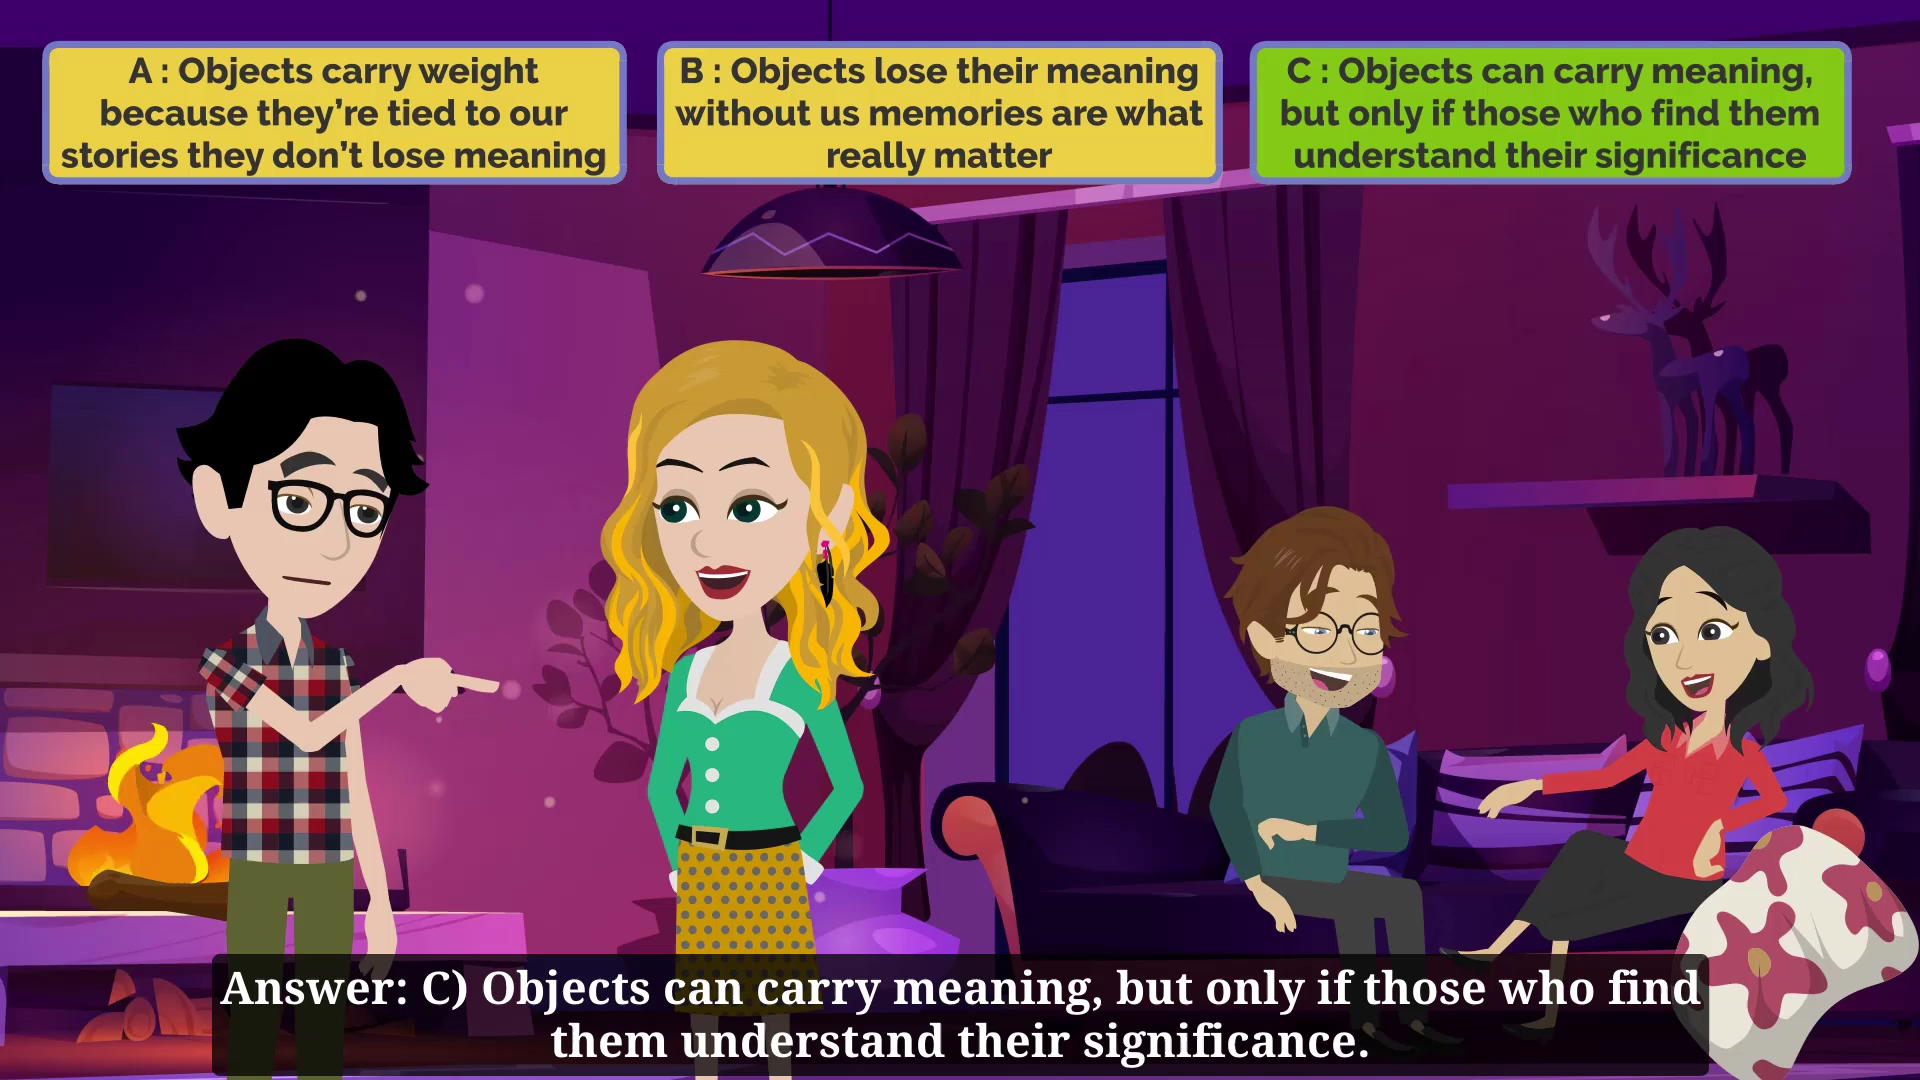 A : Objects carry weight
because they’re tied to our
stories they don’t lose meaning
B : Objects lose their meaning
without us memories are what
really matter
C : Objects can carry meaning,
but only if those who find them
understand their significance
Answer: C) Objects can carry meaning, but only if those who find
them understand their significance.